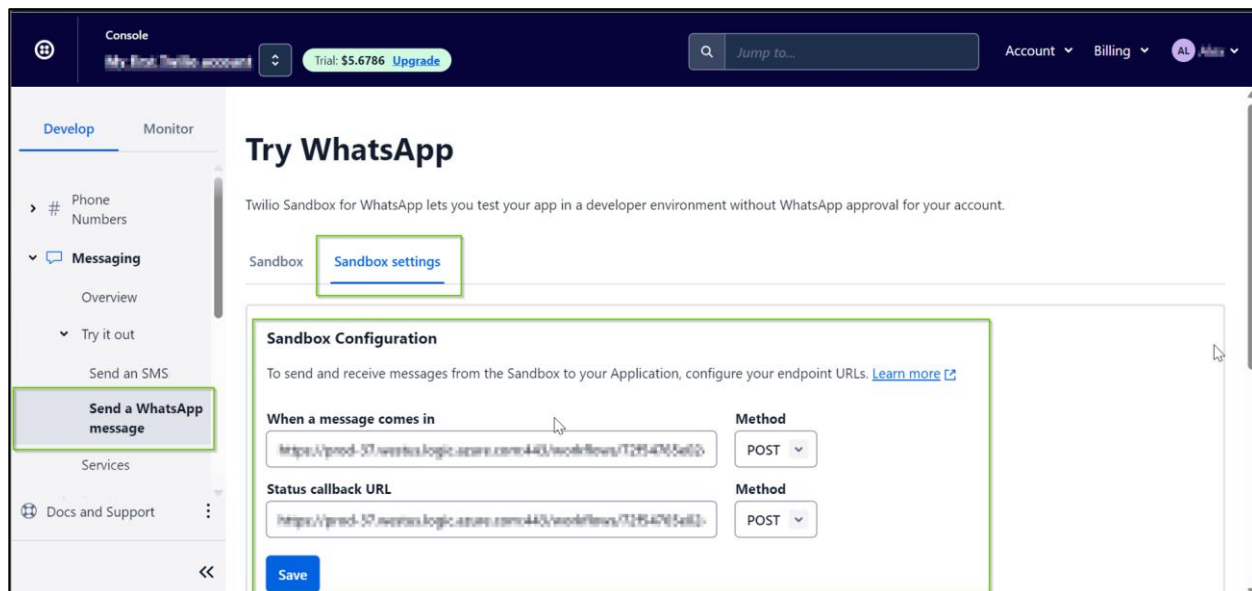 Console
Trial: $5.6786 Upgrade
Jump to...
Account
Billing
AL
Develop
Monitor
Try WhatsApp
Twilio Sandbox for WhatsApp lets you test your app in a developer environment without WhatsApp approval for your account.
# Phone
Numbers
Messaging
Overview
Try it out
Send an SMS
Send a WhatsApp
message
Services
Docs and Support
Sandbox
Sandbox settings
Sandbox Configuration
To send and receive messages from the Sandbox to your Application, configure your endpoint URLs. Learn more
When a message comes in
Method
POST
Status callback URL
Method
POST
Save